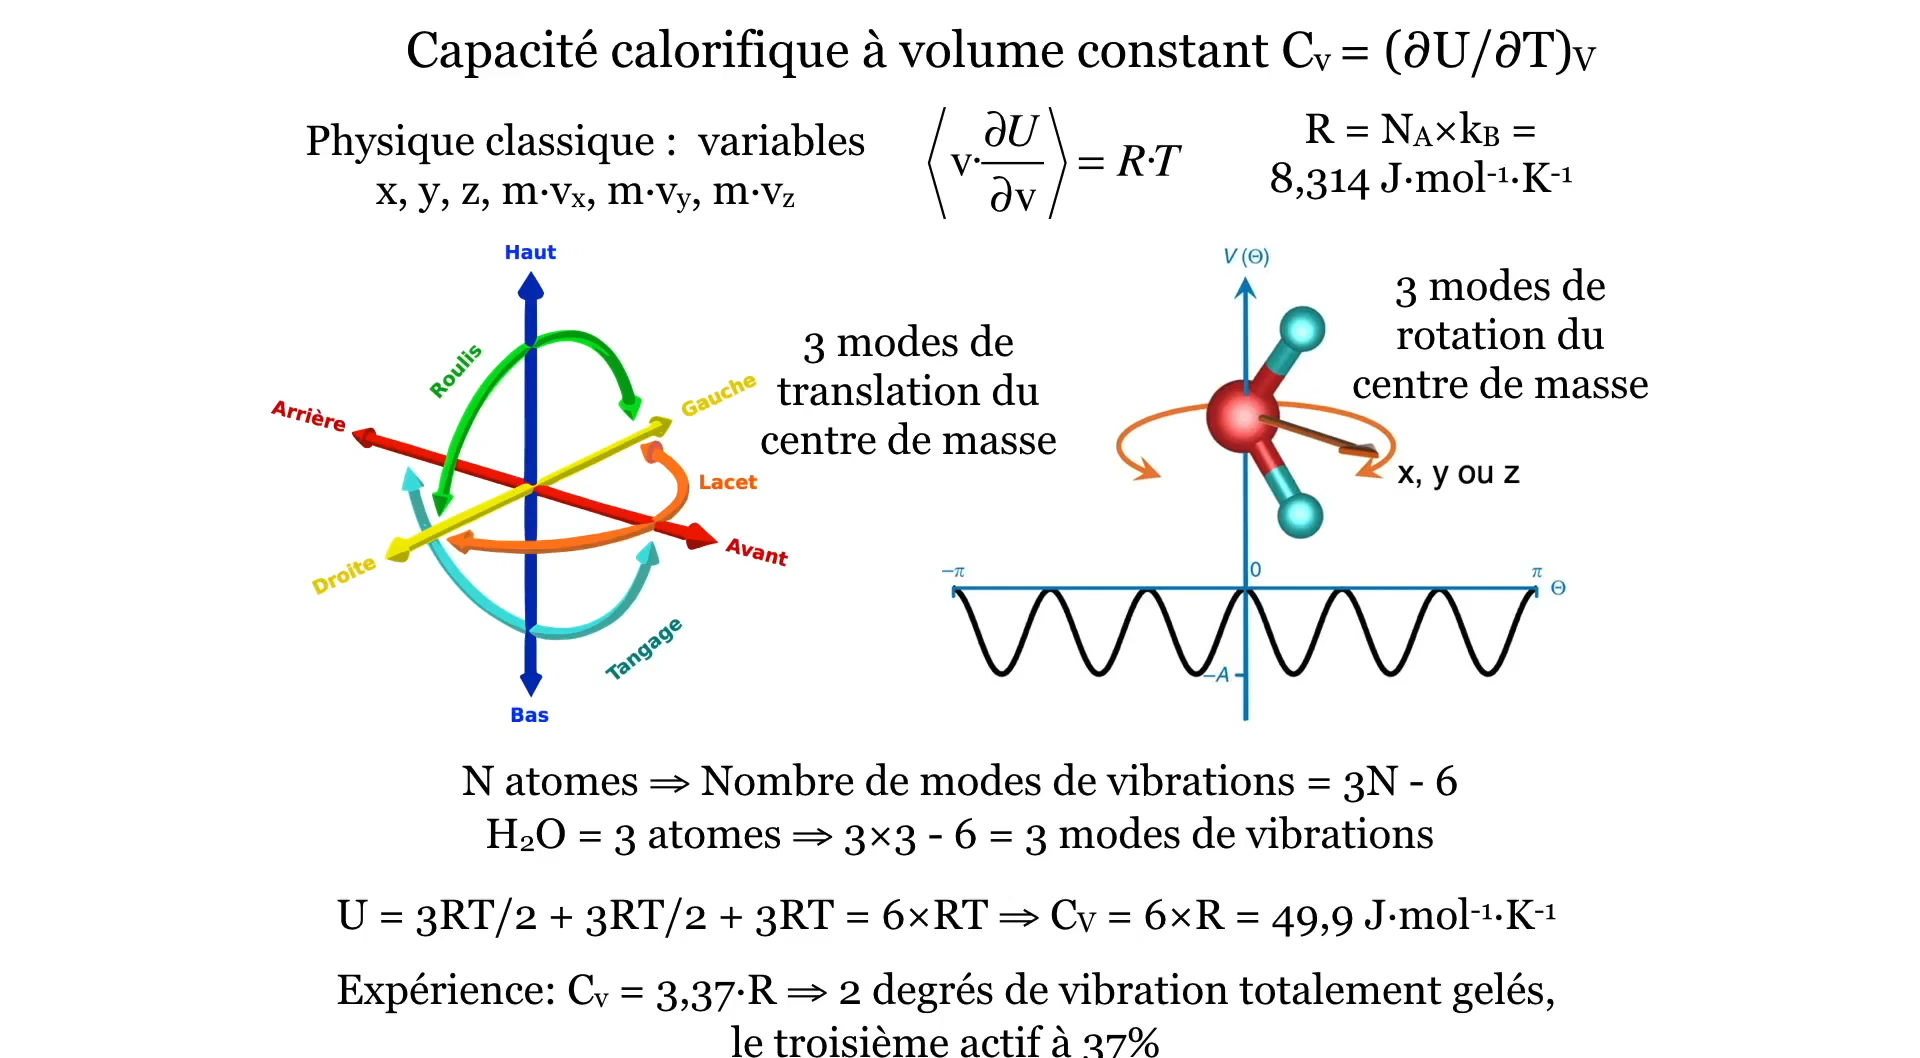 Capacité calorifique à volume constant Cv = (∂U/∂T)V
Physique classique : variables
x, y, z, m·vx, m·vy, m·vz
⟨v·∂U/∂v⟩ = R·T
R = NA×kB =
8,314 J·mol-1·K-1
Haut
Roulis
Gauche
Arrière
Lacet
Droite
Avant
Tangage
Bas
3 modes de
translation du
centre de masse
V (Θ)
3 modes de
rotation du
centre de masse
x, y ou z
−π
0
π
Θ
−A
N atomes ⇒ Nombre de modes de vibrations = 3N - 6
H2O = 3 atomes ⇒ 3×3 - 6 = 3 modes de vibrations
U = 3RT/2 + 3RT/2 + 3RT = 6×RT ⇒ CV = 6×R = 49,9 J·mol-1·K-1
Expérience: Cv = 3,37·R ⇒ 2 degrés de vibration totalement gelés,
le troisième actif à 37%